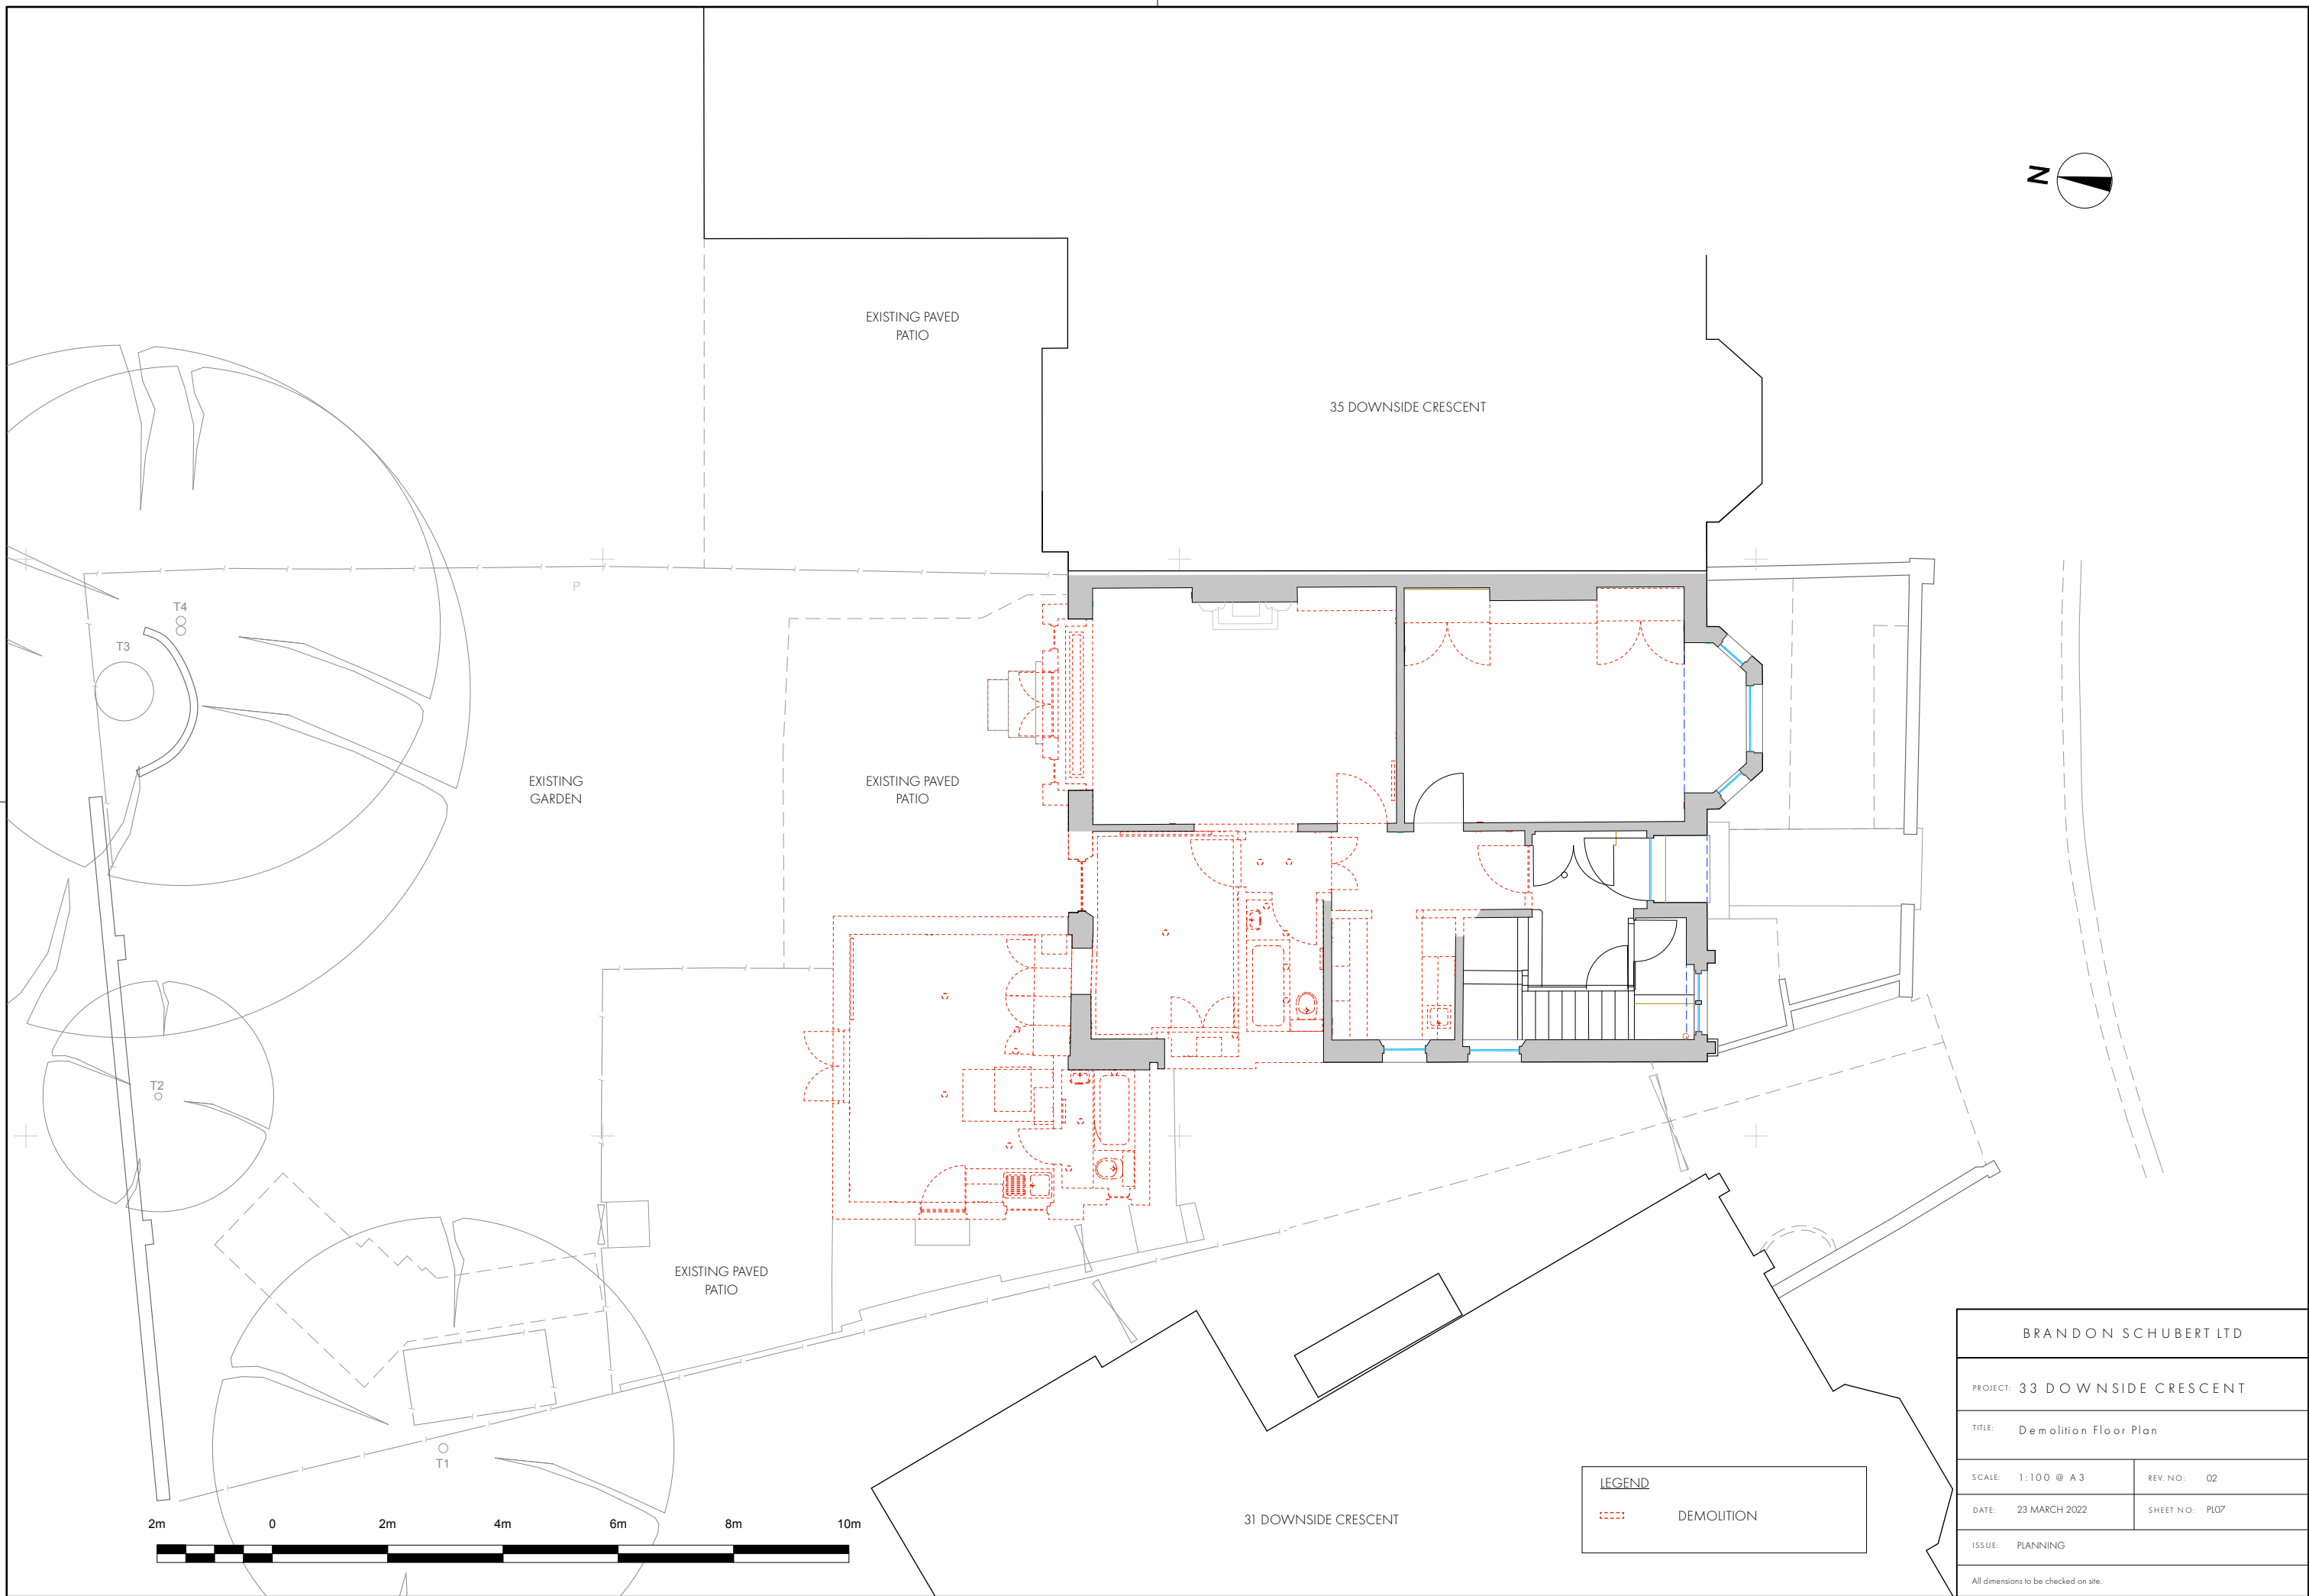 N
EXISTING PAVED
PATIO
35 DOWNSIDE CRESCENT
P
T4
T3
EXISTING
GARDEN
EXISTING PAVED
PATIO
T2
EXISTING PAVED
PATIO
T1
31 DOWNSIDE CRESCENT
2m 0 2m 4m 6m 8m 10m
LEGEND
DEMOLITION
BRANDON SCHUBERT LTD
PROJECT: 33 DOWNSIDE CRESCENT
TITLE: Demolition Floor Plan
SCALE: 1:100 @ A3 REV. NO: 02
DATE: 23 MARCH 2022 SHEET NO: PL07
ISSUE: PLANNING
All dimensions to be checked on site.